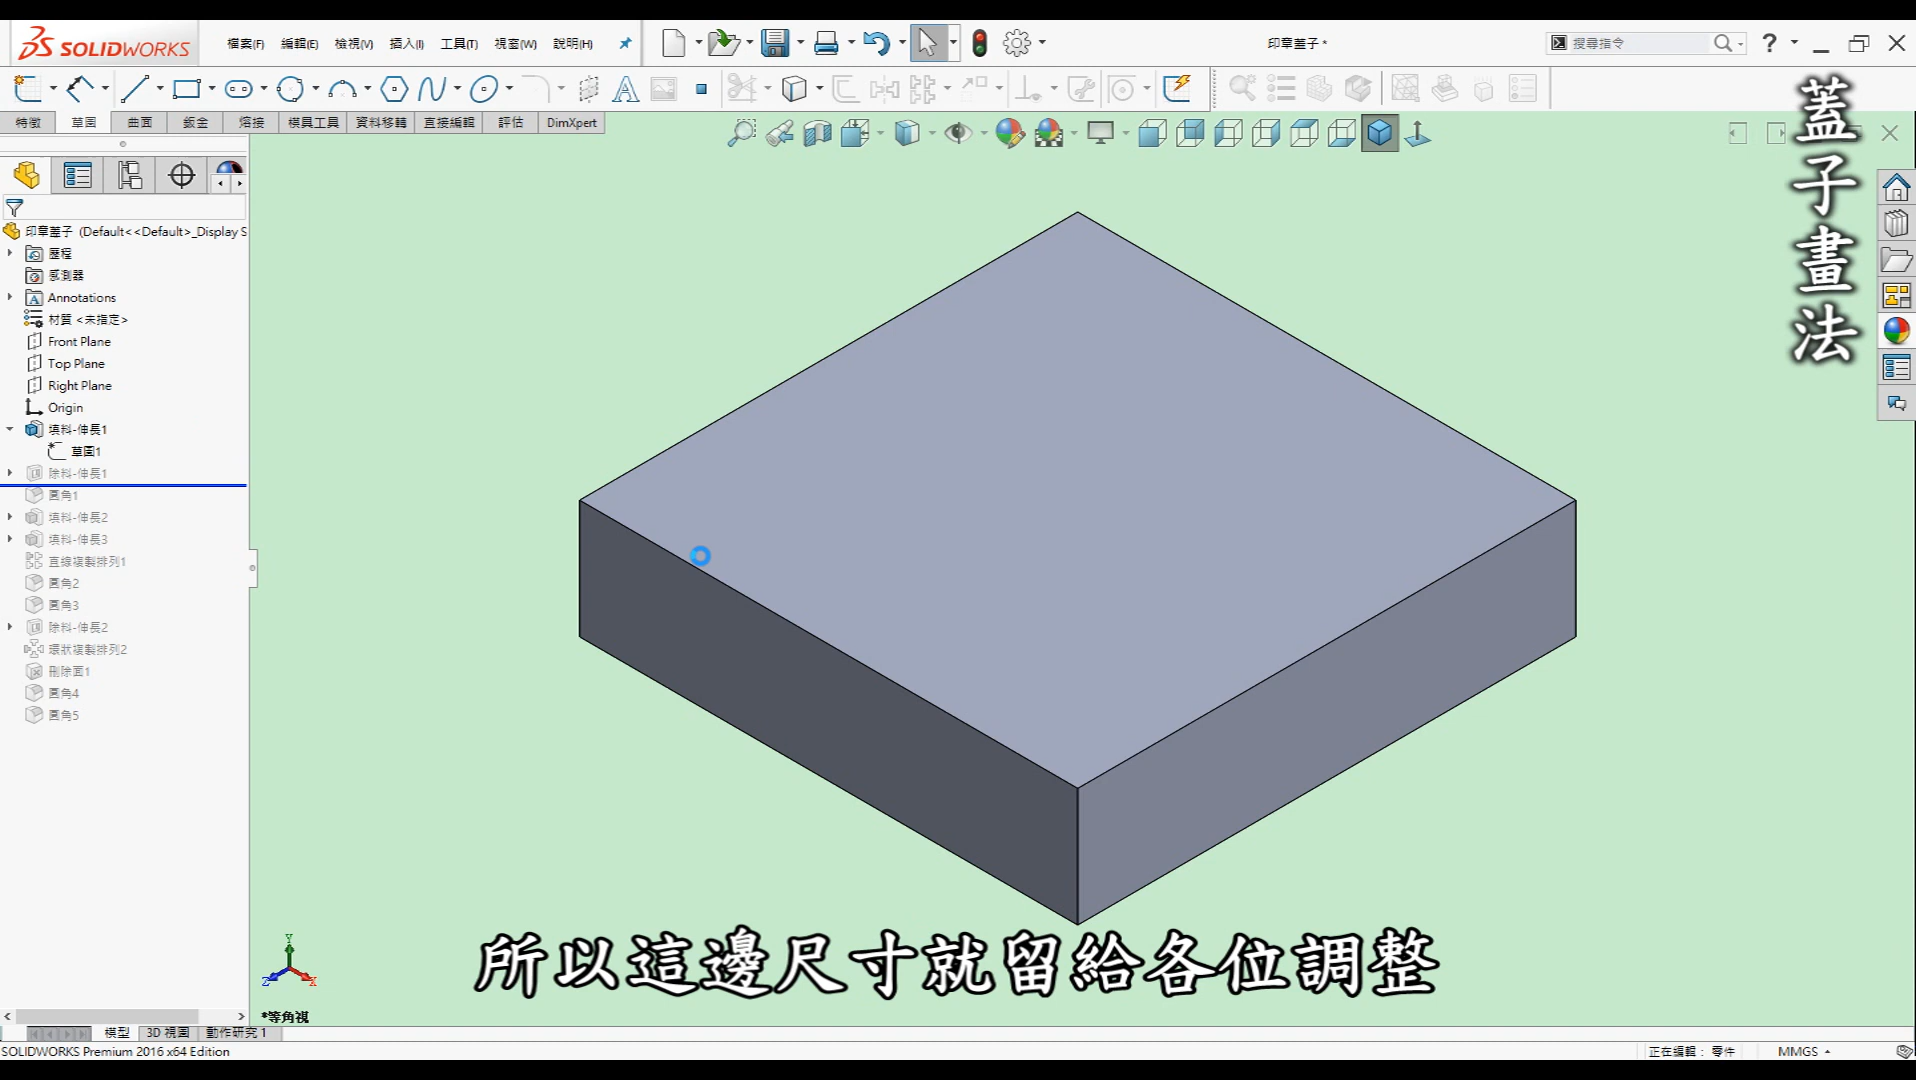 SOLIDWORKS
檔案(F) 編輯(E) 檢視(V) 插入(I) 工具(T) 視窗(W) 說明(H)
印章蓋子 *
搜尋指令
特徵 草圖 曲面 鈑金 熔接 模具工具 資料移轉 直接編輯 評估 DimXpert
蓋子畫法
印章蓋子 (Default<<Default>_Display S
歷程
感測器
Annotations
材質 <未指定>
Front Plane
Top Plane
Right Plane
Origin
填料-伸長1
草圖1
除料-伸長1
圓角1
填料-伸長2
填料-伸長3
直線複製排列1
圓角2
圓角3
除料-伸長2
環狀複製排列2
刪除面1
圓角4
圓角5
Y
Z X
所以這邊尺寸就留給各位調整
*等角視
模型 3D 視圖 動作研究 1
SOLIDWORKS Premium 2016 x64 Edition
正在編輯： 零件 MMGS